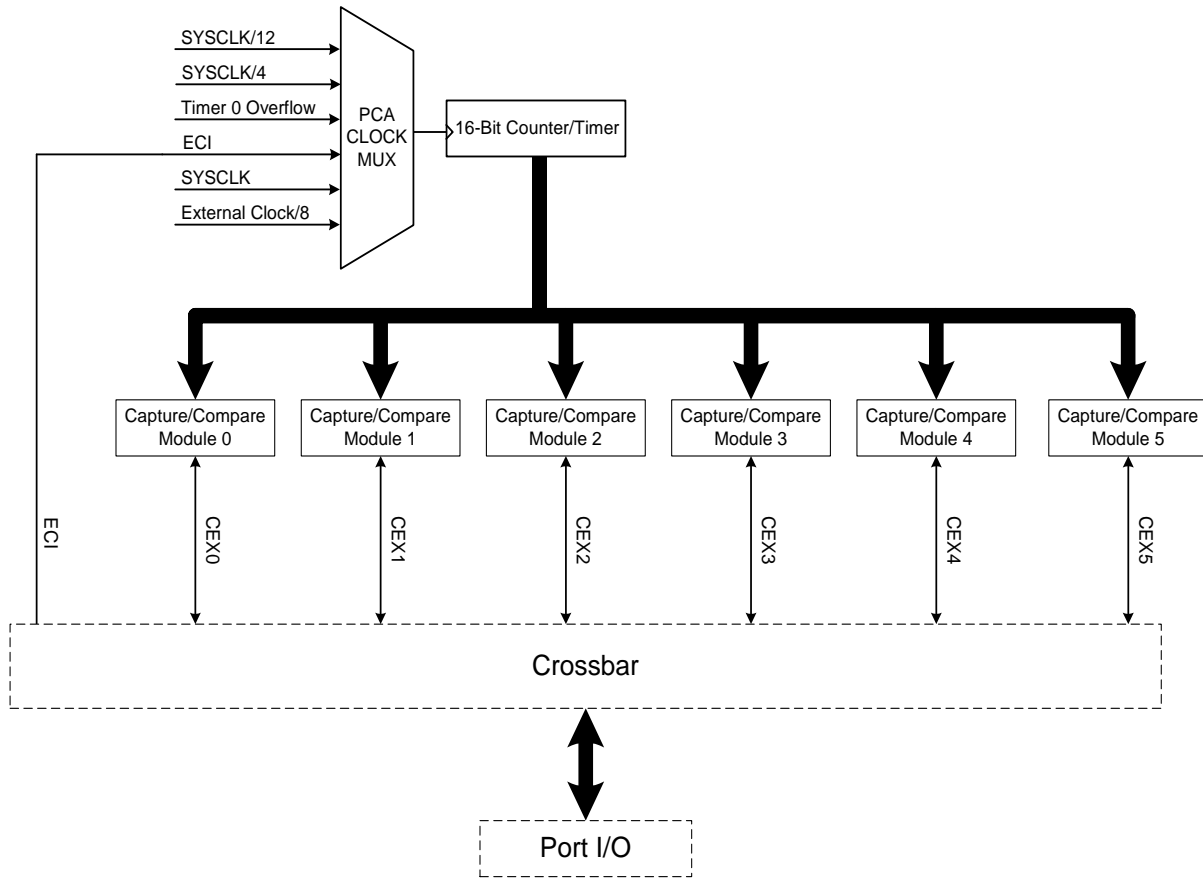 SYSCLK/12
SYSCLK/4
Timer 0 Overflow
ECI
SYSCLK
External Clock/8
PCA
CLOCK
MUX
16-Bit Counter/Timer
Capture/Compare
Module 0
Capture/Compare
Module 1
Capture/Compare
Module 2
Capture/Compare
Module 3
Capture/Compare
Module 4
Capture/Compare
Module 5
ECI
CEX0
CEX1
CEX2
CEX3
CEX4
CEX5
Crossbar
Port I/O